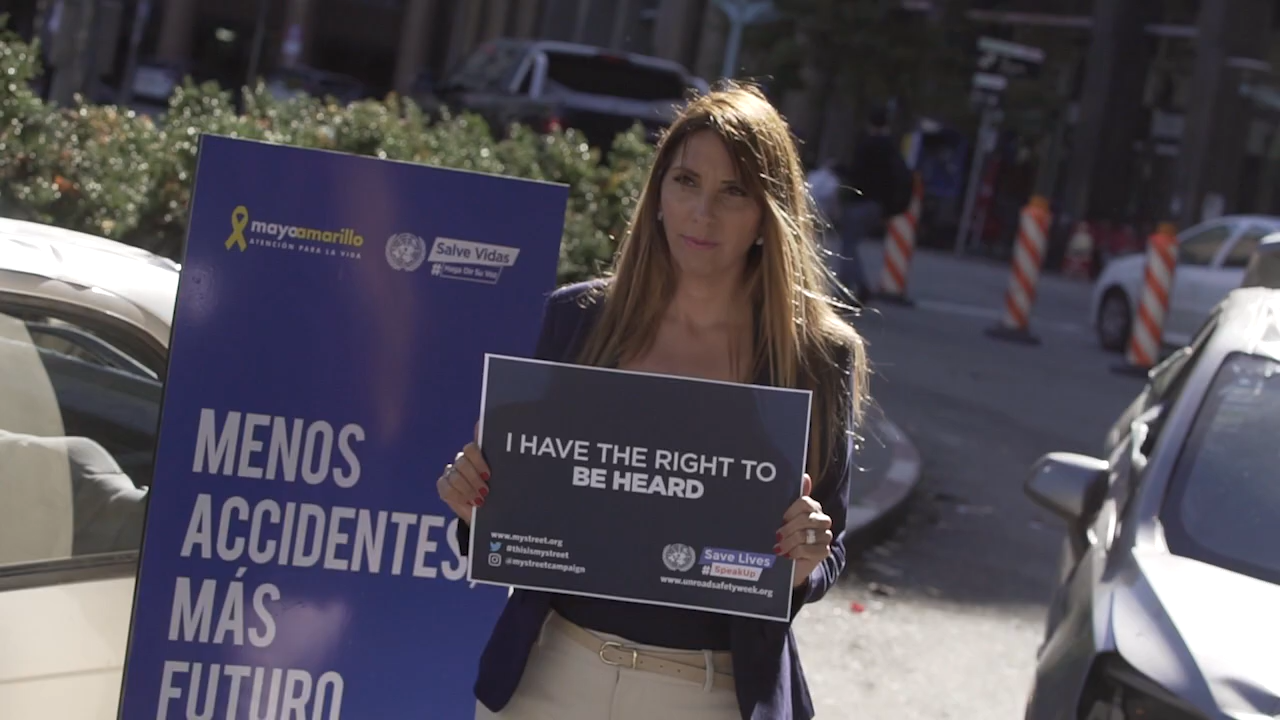 mayoamarillo
ATENCIÓN PARA LA VIDA
Salve Vidas
#Haga De Su Voz
MENOS
ACCIDENTES,
MÁS
FUTURO
I HAVE THE RIGHT TO
BE HEARD
www.mystreet.org
#thisismystreet
@mystreetcampaign
Save Lives
#SpeakUp
www.unroadsafetyweek.org